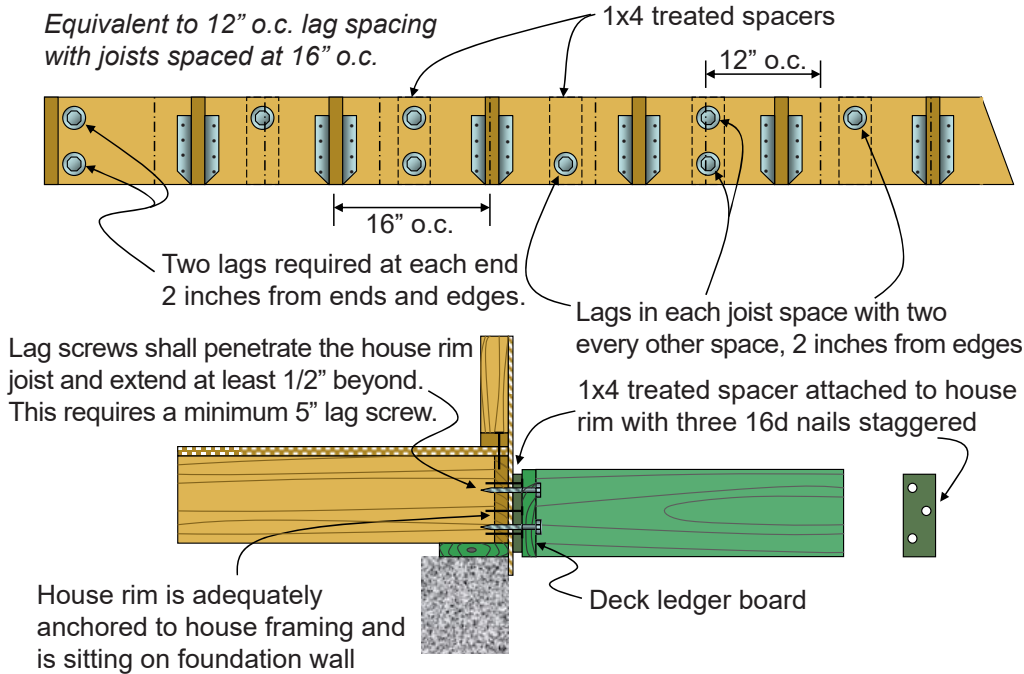 Equivalent to 12” o.c. lag spacing
with joists spaced at 16” o.c.
1x4 treated spacers
12” o.c.
16” o.c.
Two lags required at each end
2 inches from ends and edges.
Lags in each joist space with two
every other space, 2 inches from edges
Lag screws shall penetrate the house rim
joist and extend at least 1/2” beyond.
This requires a minimum 5” lag screw.
1x4 treated spacer attached to house
rim with three 16d nails staggered
House rim is adequately
anchored to house framing and
is sitting on foundation wall
Deck ledger board